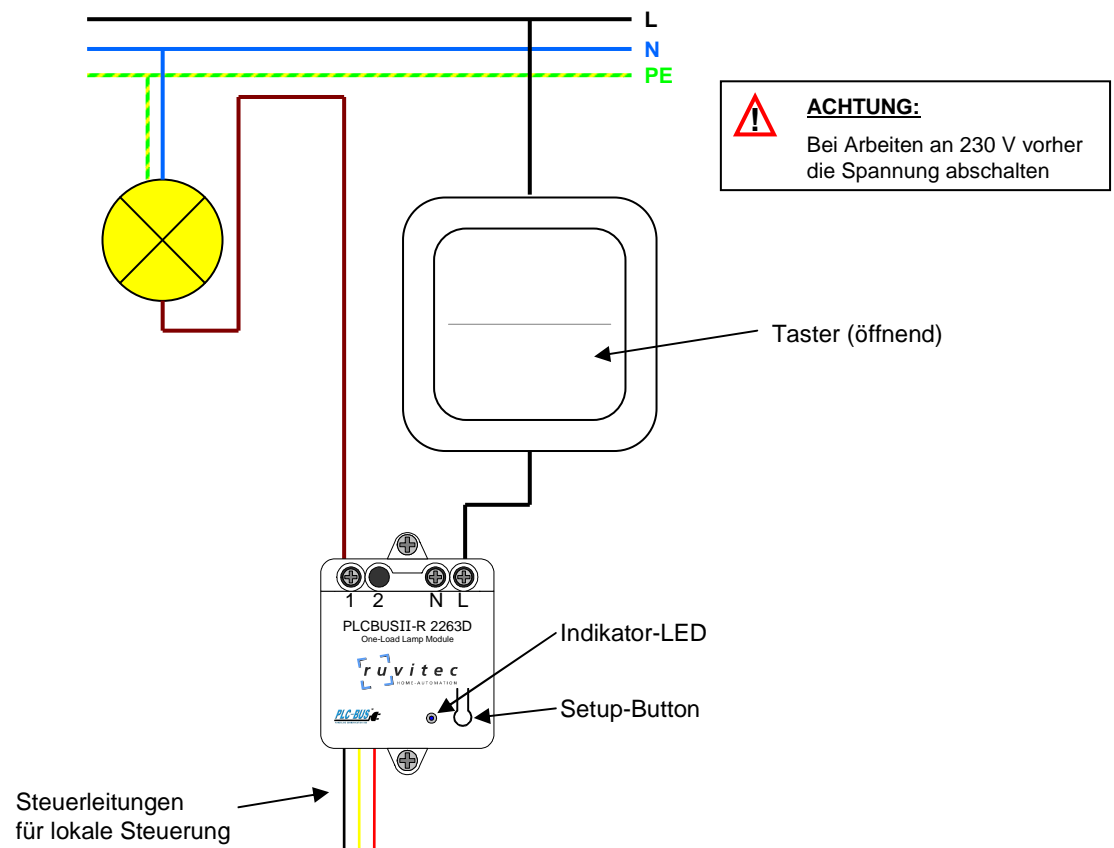 L
N
PE
ACHTUNG:
Bei Arbeiten an 230 V vorher
die Spannung abschalten
!
Taster (öffnend)
1 2 N L
PLCBUSII-R 2263D
One-Load Lamp Module
ruvitec
HOME-AUTOMATION
PLC-BUS
Indikator-LED
Setup-Button
Steuerleitungen
für lokale Steuerung